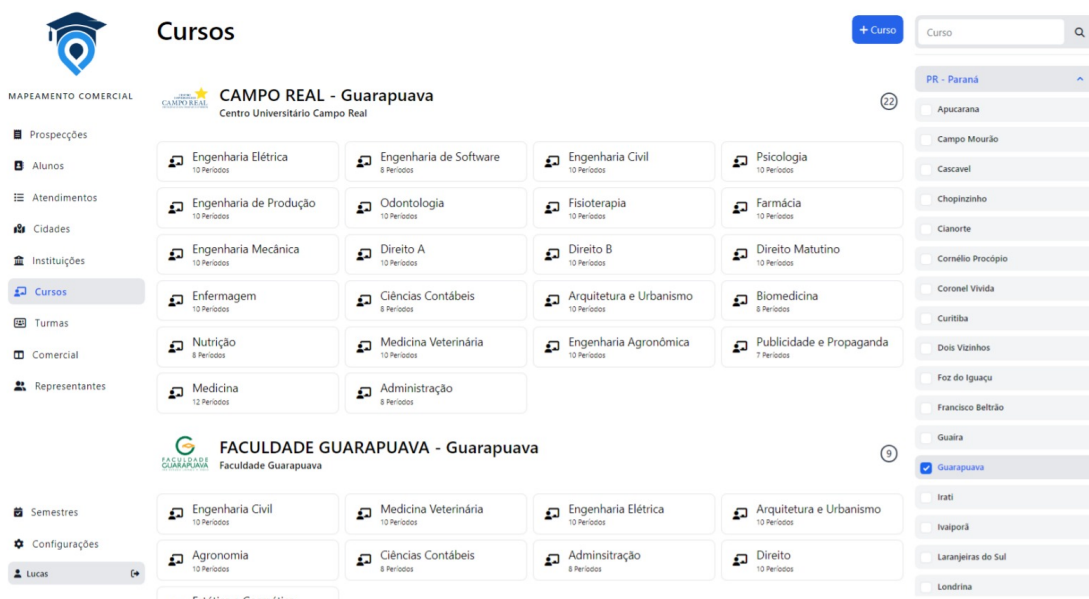 MAPEAMENTO COMERCIAL
Prospecções
Alunos
Atendimentos
Cidades
Instituições
Cursos
Turmas
Comercial
Representantes
Semestres
Configurações
Lucas
Cursos
+ Curso
CAMPO REAL
CAMPO REAL - Guarapuava
Centro Universitário Campo Real
22
Engenharia Elétrica
10 Períodos
Engenharia de Software
8 Períodos
Engenharia Civil
10 Períodos
Psicologia
10 Períodos
Engenharia de Produção
10 Períodos
Odontologia
10 Períodos
Fisioterapia
10 Períodos
Farmácia
10 Períodos
Engenharia Mecânica
10 Períodos
Direito A
10 Períodos
Direito B
10 Períodos
Direito Matutino
10 Períodos
Enfermagem
10 Períodos
Ciências Contábeis
8 Períodos
Arquitetura e Urbanismo
10 Períodos
Biomedicina
8 Períodos
Nutrição
8 Períodos
Medicina Veterinária
10 Períodos
Engenharia Agronômica
10 Períodos
Publicidade e Propaganda
7 Períodos
Medicina
12 Períodos
Administração
8 Períodos
FACULDADE
GUARAPUAVA
FACULDADE GUARAPUAVA - Guarapuava
Faculdade Guarapuava
9
Engenharia Civil
10 Períodos
Medicina Veterinária
10 Períodos
Engenharia Elétrica
10 Períodos
Arquitetura e Urbanismo
10 Períodos
Agronomia
10 Períodos
Ciências Contábeis
8 Períodos
Adminsitração
8 Períodos
Direito
10 Períodos
Curso
PR - Paraná
Apucarana
Campo Mourão
Cascavel
Chopinzinho
Cianorte
Cornélio Procópio
Coronel Vivida
Curitiba
Dois Vizinhos
Foz do Iguaçu
Francisco Beltrão
Guaíra
Guarapuava
Irati
Ivaiporã
Laranjeiras do Sul
Londrina